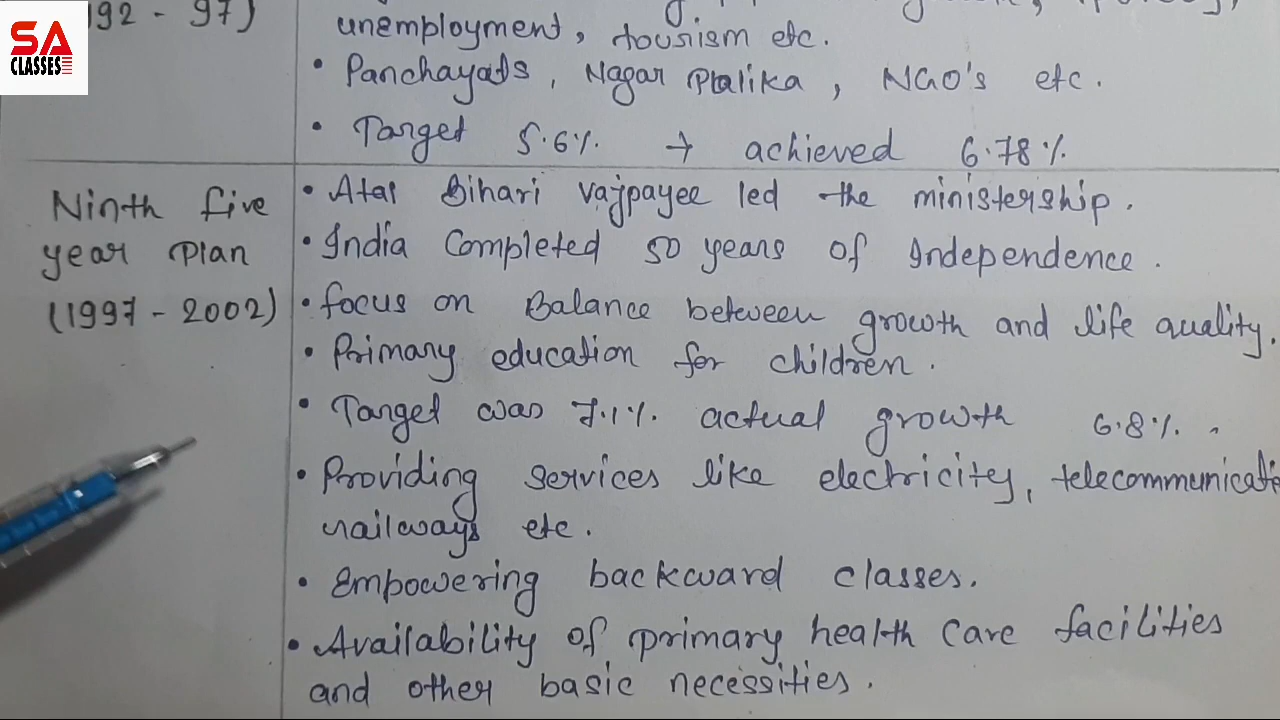 SA
CLASSES
92 - 97)
unemployment, tourism etc.
• Panchayats, Nagar Palika, NGO's etc.
• Target 5.6% → achieved 6.78%
Ninth five
year Plan
(1997 - 2002)
• Atal Bihari Vajpayee led the ministership.
• India Completed 50 years of Independence.
• focus on Balance between growth and life quality.
• Primary education for children.
• Target was 7.1% actual growth 6.8%.
• Providing services like electricity, telecommunicati
railways etc.
• Empowering backward classes.
• Availability of primary health care facilities
and other basic necessities.